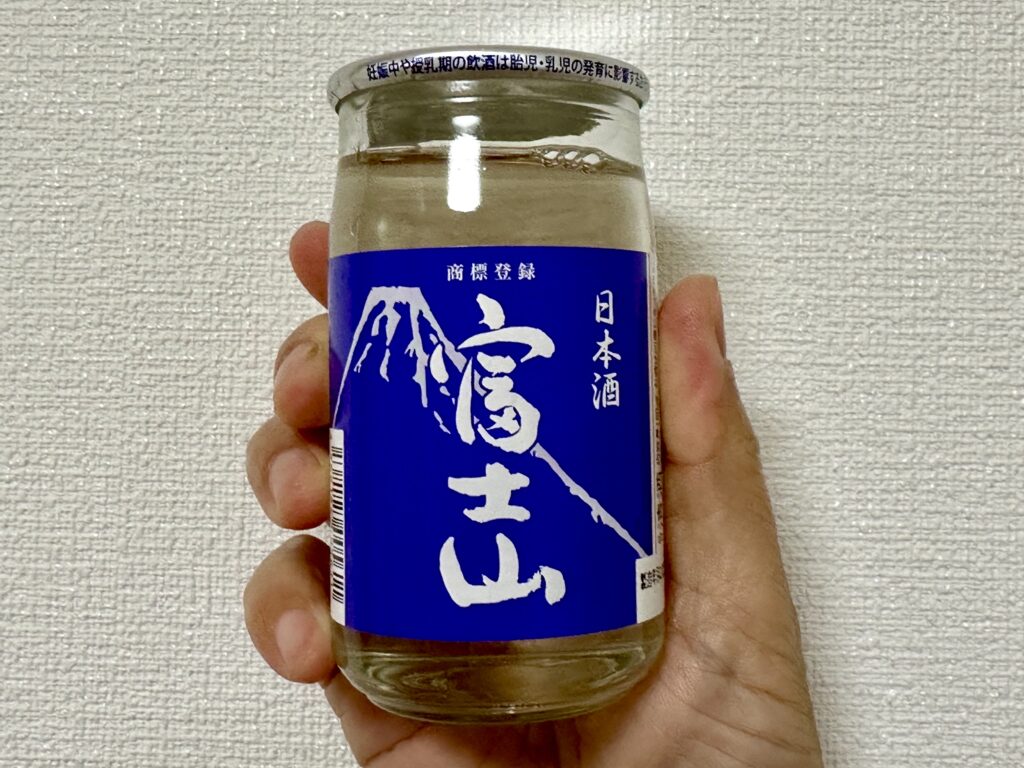 妊娠中や授乳期の飲酒は胎児・乳児の発育に影響する
商標登録
日本酒
富士山